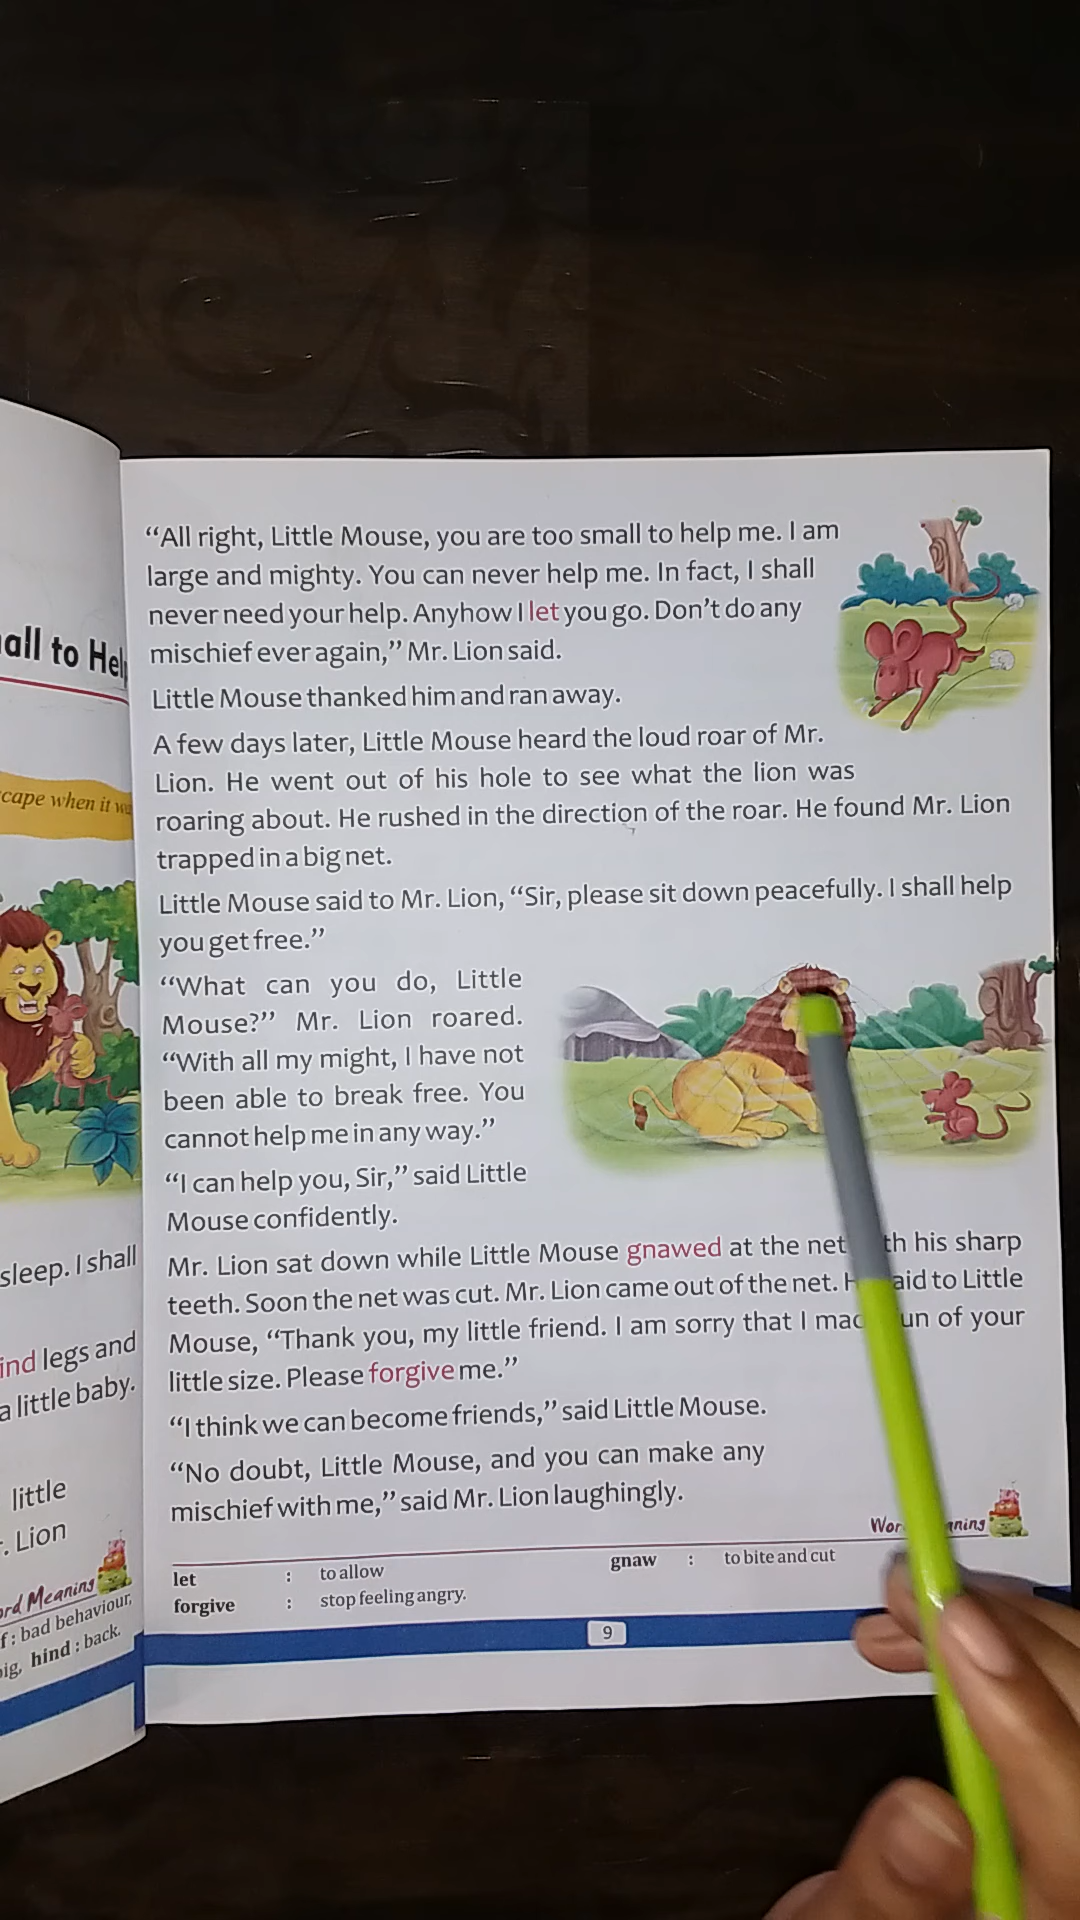 all to Hel
cape when it w
sleep. I shall
ind legs and
a little baby.
little
. Lion
ord Meaning
f : bad behaviour,
ig, hind : back.
“All right, Little Mouse, you are too small to help me. I am
large and mighty. You can never help me. In fact, I shall
never need your help. Anyhow I let you go. Don’t do any
mischief ever again,” Mr. Lion said.
Little Mouse thanked him and ran away.
A few days later, Little Mouse heard the loud roar of Mr.
Lion. He went out of his hole to see what the lion was
roaring about. He rushed in the direction of the roar. He found Mr. Lion
trapped in a big net.
Little Mouse said to Mr. Lion, “Sir, please sit down peacefully. I shall help
you get free.”
“What can you do, Little
Mouse?” Mr. Lion roared.
“With all my might, I have not
been able to break free. You
cannot help me in any way.”
“I can help you, Sir,” said Little
Mouse confidently.
Mr. Lion sat down while Little Mouse gnawed at the net th his sharp
teeth. Soon the net was cut. Mr. Lion came out of the net. H aid to Little
Mouse, “Thank you, my little friend. I am sorry that I mad un of your
little size. Please forgive me.”
“I think we can become friends,” said Little Mouse.
“No doubt, Little Mouse, and you can make any
mischief with me,” said Mr. Lion laughingly.
Wor ning
let : to allow gnaw : to bite and cut
forgive : stop feeling angry.
9